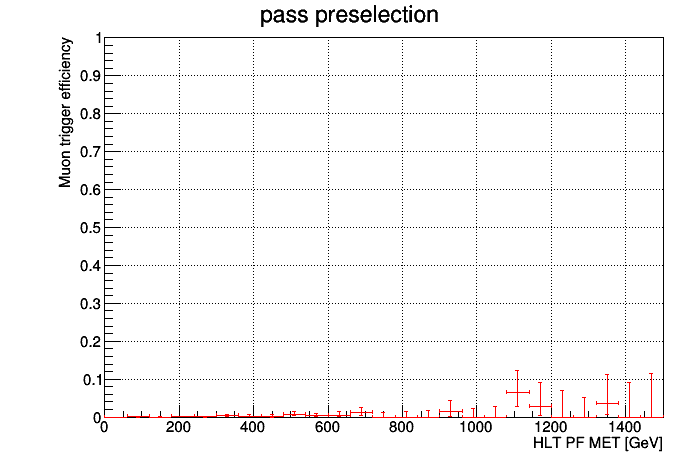 pass preselection
Muon trigger efficiency
1
0.9
0.8
0.7
0.6
0.5
0.4
0.3
0.2
0.1
0
0 200 400 600 800 1000 1200 1400
HLT PF MET [GeV]